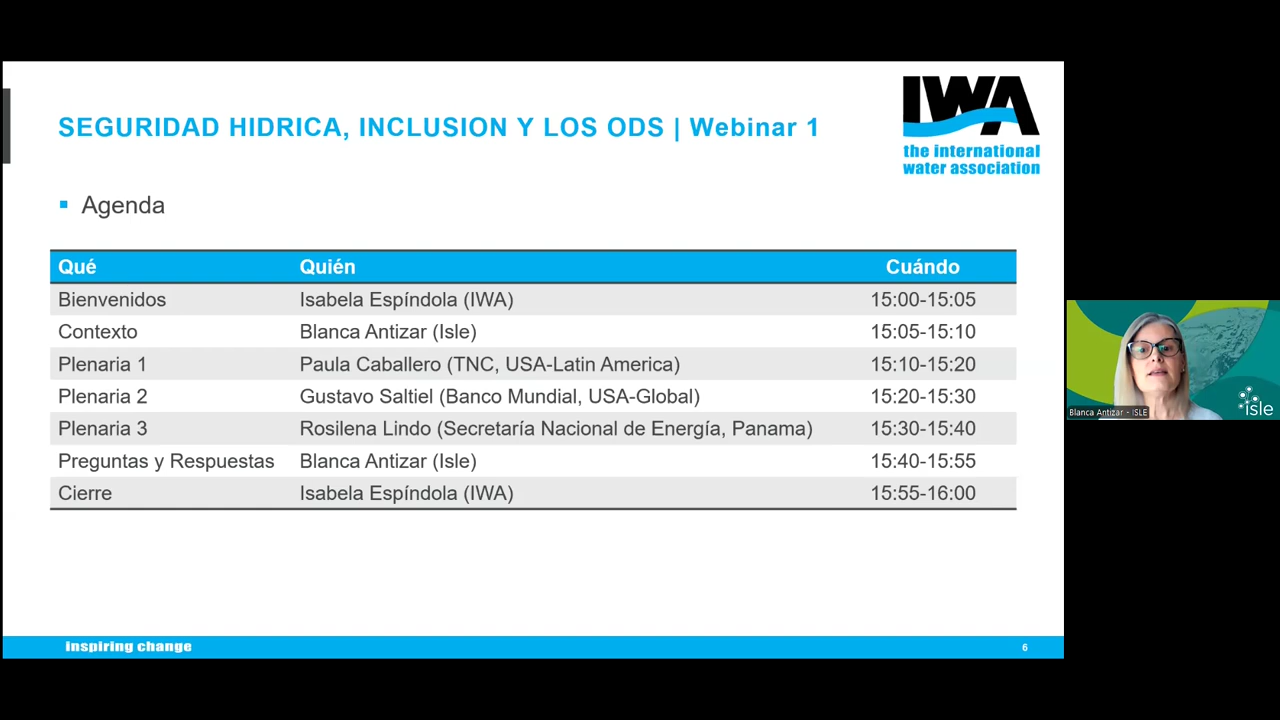 IWA
the international
water association
SEGURIDAD HIDRICA, INCLUSION Y LOS ODS | Webinar 1
Agenda
Qué Quién Cuándo
Bienvenidos Isabela Espíndola (IWA) 15:00-15:05
Contexto Blanca Antizar (Isle) 15:05-15:10
Plenaria 1 Paula Caballero (TNC, USA-Latin America) 15:10-15:20
Plenaria 2 Gustavo Saltiel (Banco Mundial, USA-Global) 15:20-15:30
Plenaria 3 Rosilena Lindo (Secretaría Nacional de Energía, Panama) 15:30-15:40
Preguntas y Respuestas Blanca Antizar (Isle) 15:40-15:55
Cierre Isabela Espíndola (IWA) 15:55-16:00
inspiring change 6
Blanca Antizar - ISLE
isle